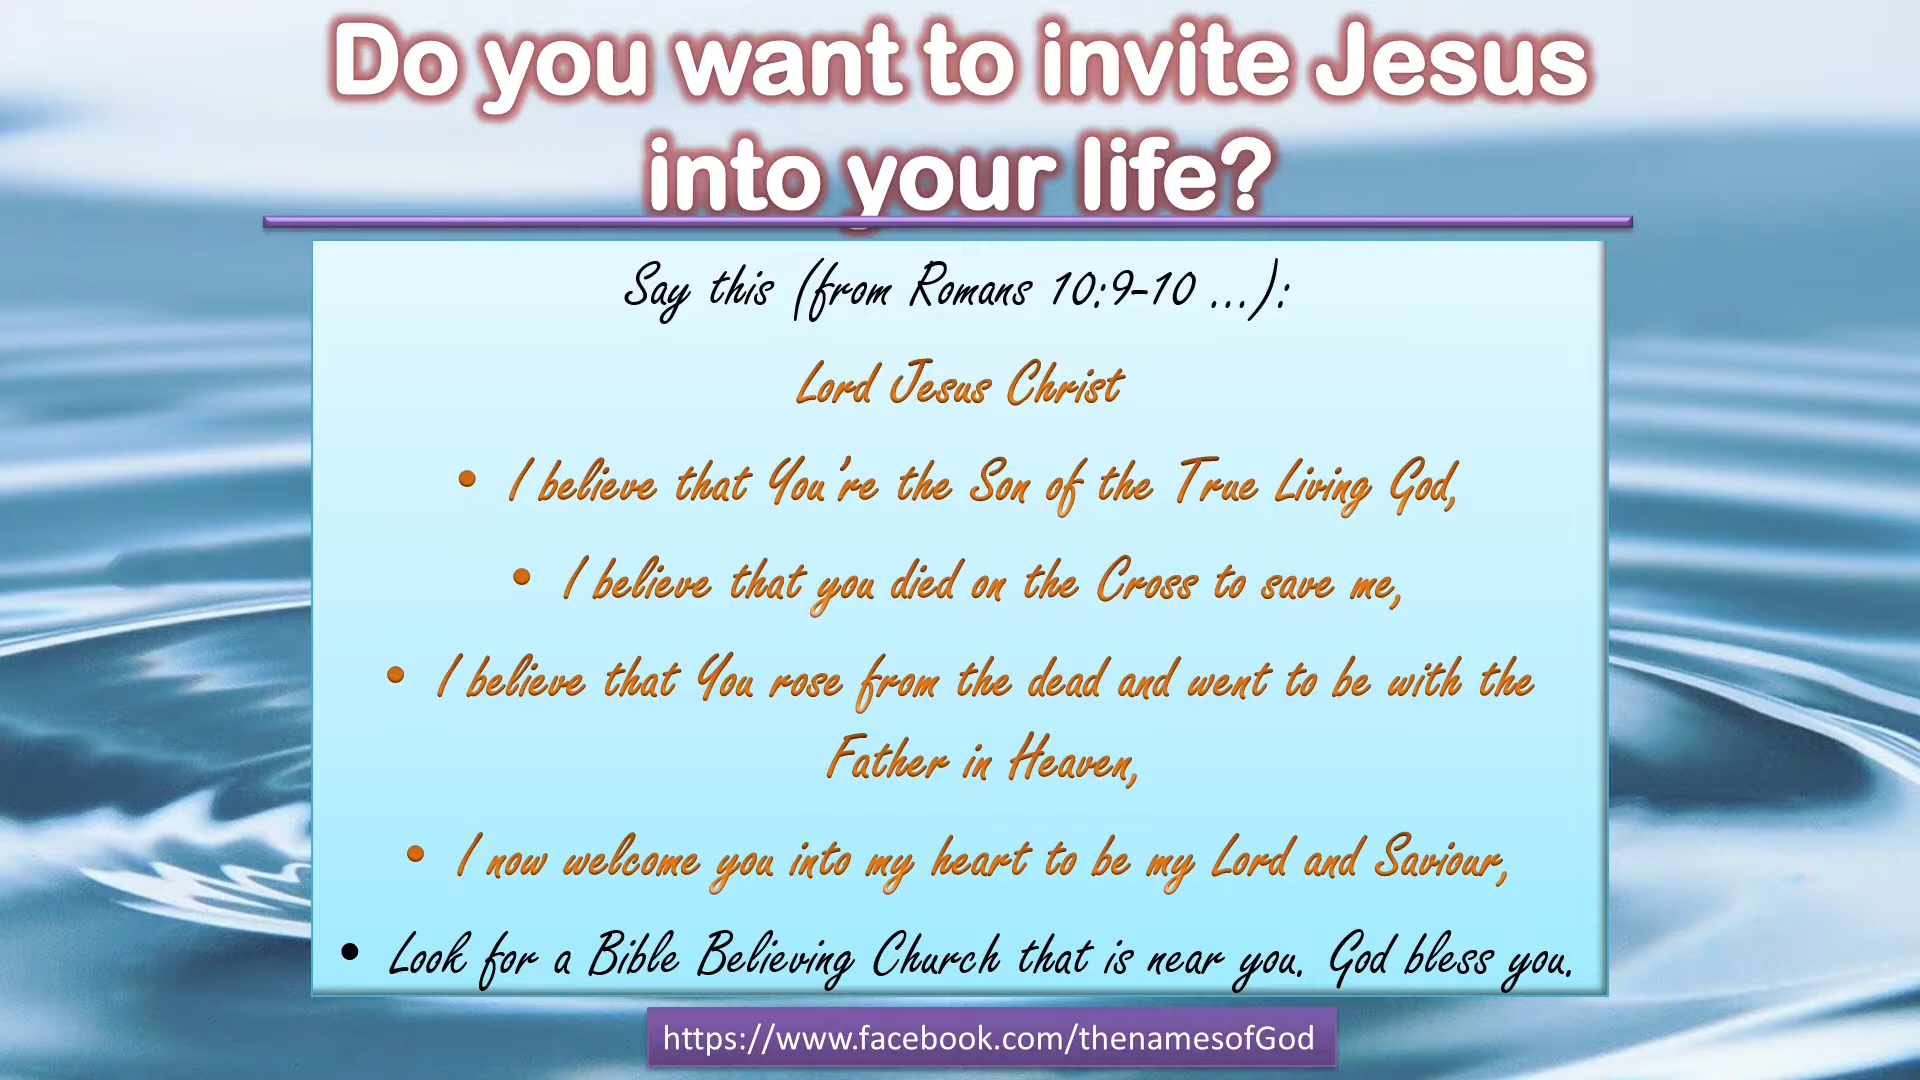 Do you want to invite Jesus
into your life?
Say this (from Romans 10:9-10 ...):
Lord Jesus Christ
• I believe that You're the Son of the True Living God,
• I believe that you died on the Cross to save me,
• I believe that You rose from the dead and went to be with the
Father in Heaven,
• I now welcome you into my heart to be my Lord and Saviour,
• Look for a Bible Believing Church that is near you. God bless you.
https://www.facebook.com/thenamesofGod